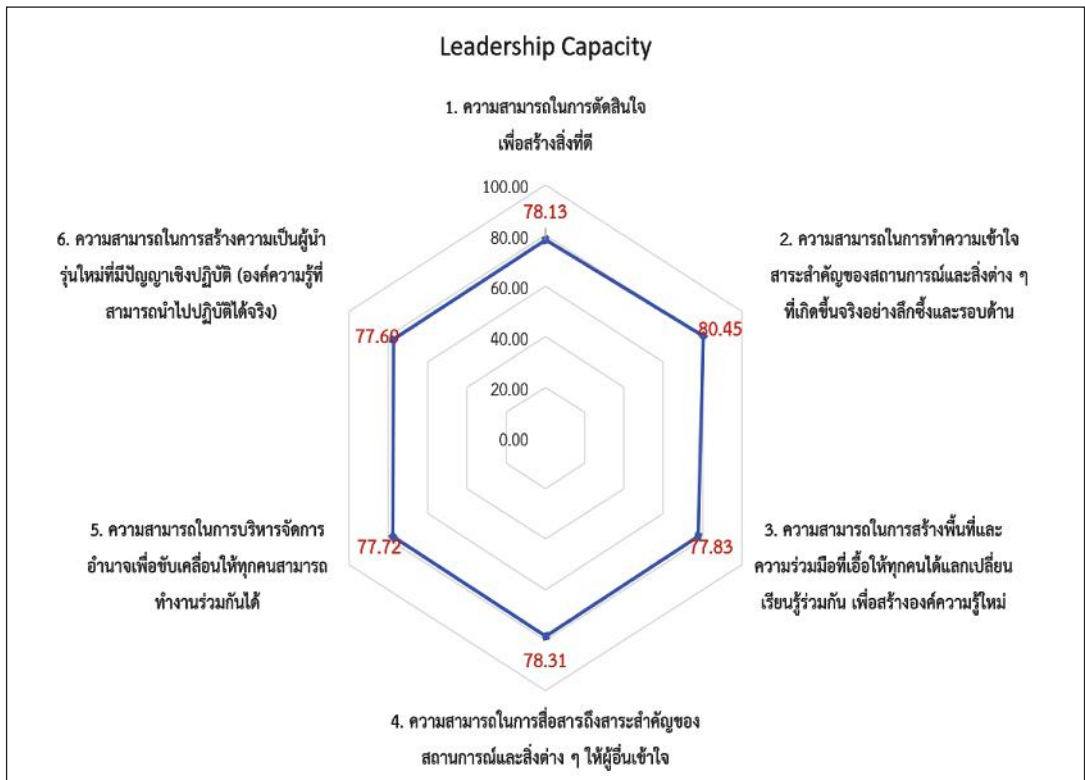 Leadership Capacity
1. ความสามารถในการตัดสินใจ
เพื่อสร้างสิ่งที่ดี
100.00
78.13
80.00
60.00
40.00
20.00
0.00
2. ความสามารถในการทำความเข้าใจ
สาระสำคัญของสถานการณ์และสิ่งต่าง ๆ
ที่เกิดขึ้นจริงอย่างลึกซึ้งและรอบด้าน
80.45
3. ความสามารถในการสร้างพื้นที่และ
ความร่วมมือที่เอื้อให้ทุกคนได้แลกเปลี่ยน
เรียนรู้ร่วมกัน เพื่อสร้างองค์ความรู้ใหม่
77.83
78.31
4. ความสามารถในการสื่อสารถึงสาระสำคัญของ
สถานการณ์และสิ่งต่าง ๆ ให้ผู้อื่นเข้าใจ
5. ความสามารถในการบริหารจัดการ
อำนาจเพื่อขับเคลื่อนให้ทุกคนสามารถ
ทำงานร่วมกันได้
77.72
6. ความสามารถในการสร้างความเป็นผู้นำ
รุ่นใหม่ที่มีปัญญาเชิงปฏิบัติ (องค์ความรู้ที่
สามารถนำไปปฏิบัติได้จริง)